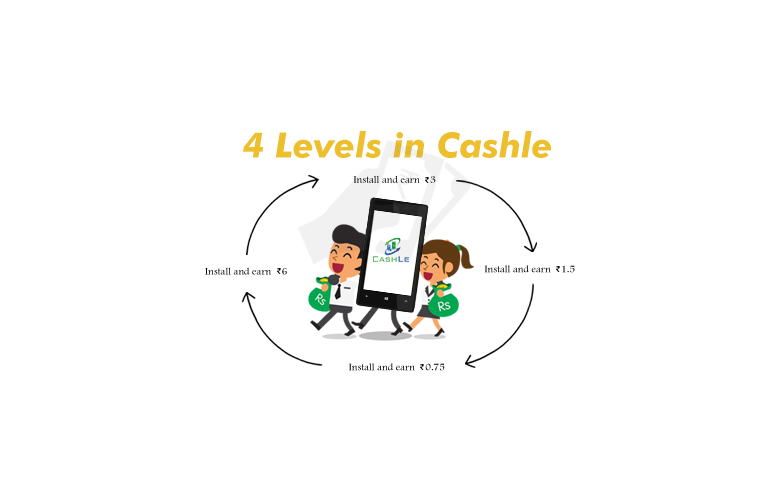 4 Levels in Cashle
Install and earn ₹3
Install and earn ₹6
CASHLE
Install and earn ₹1.5
Rs
Rs
Install and earn ₹0.75